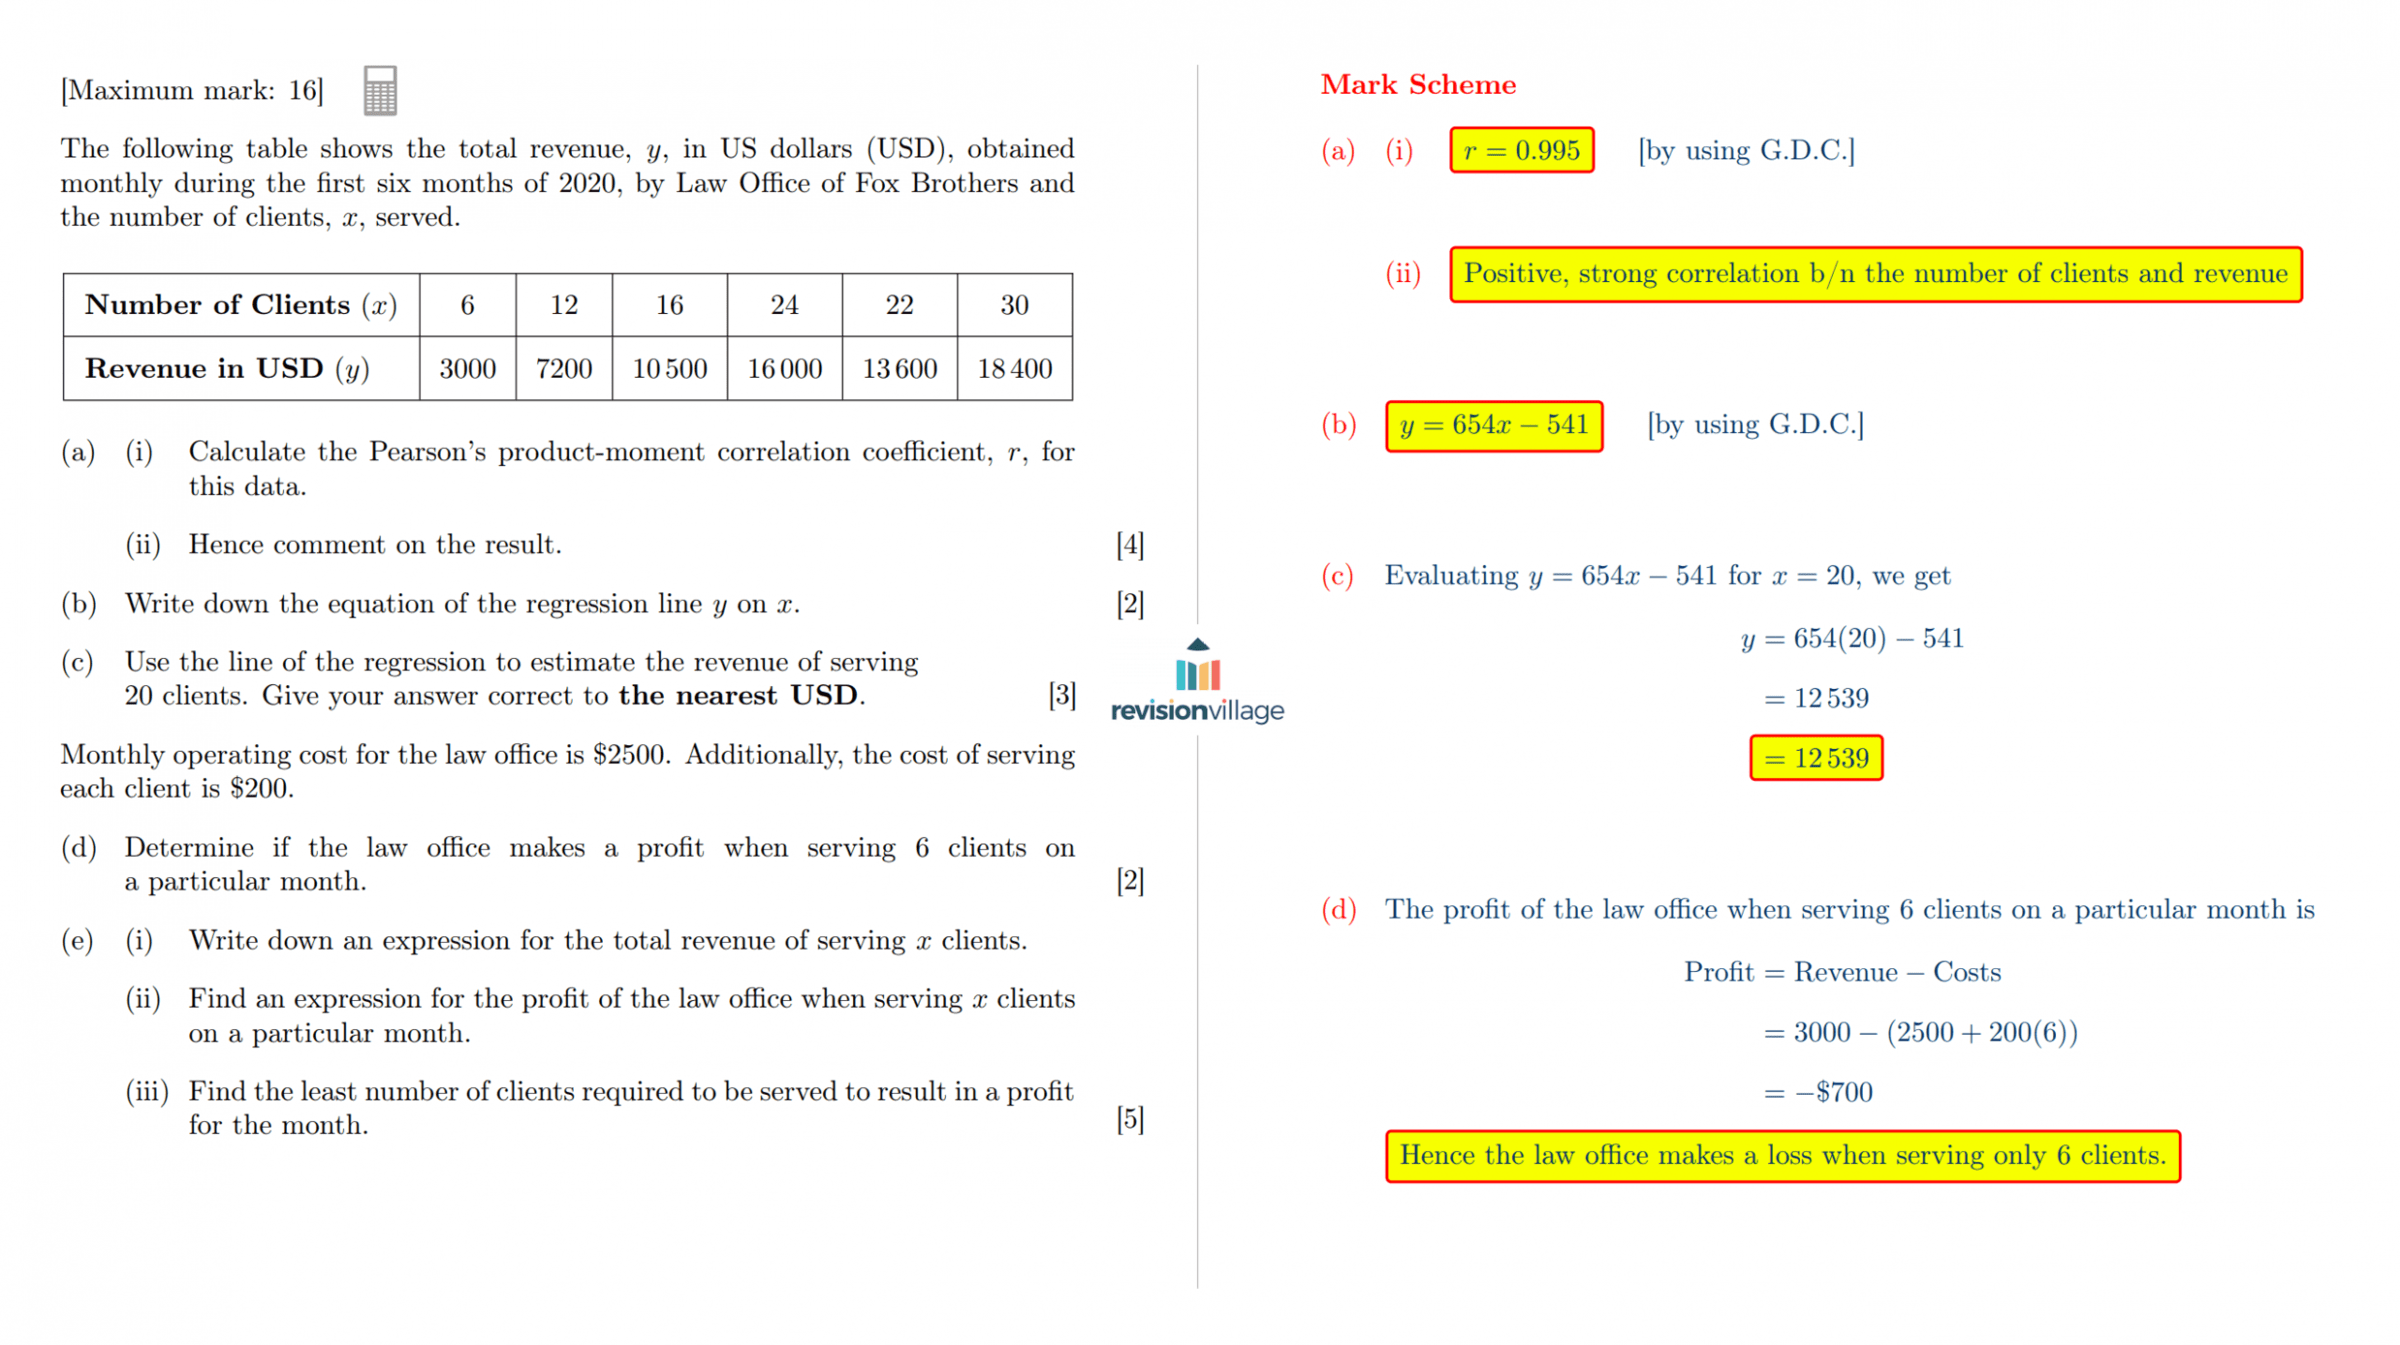 [Maximum mark: 16]
The following table shows the total revenue, y, in US dollars (USD), obtained
monthly during the first six months of 2020, by Law Office of Fox Brothers and
the number of clients, x, served.
Number of Clients (x) 6 12 16 24 22 30
Revenue in USD (y) 3000 7200 10 500 16 000 13 600 18 400
(a) (i) Calculate the Pearson's product-moment correlation coefficient, r, for
this data.
(ii) Hence comment on the result. [4]
(b) Write down the equation of the regression line y on x. [2]
(c) Use the line of the regression to estimate the revenue of serving
20 clients. Give your answer correct to the nearest USD. [3]
Monthly operating cost for the law office is $2500. Additionally, the cost of serving
each client is $200.
(d) Determine if the law office makes a profit when serving 6 clients on
a particular month. [2]
(e) (i) Write down an expression for the total revenue of serving x clients.
(ii) Find an expression for the profit of the law office when serving x clients
on a particular month.
(iii) Find the least number of clients required to be served to result in a profit
for the month. [5]
revisionvillage
Mark Scheme
(a) (i) r = 0.995 [by using G.D.C.]
(ii) Positive, strong correlation b/n the number of clients and revenue
(b) y = 654x − 541 [by using G.D.C.]
(c) Evaluating y = 654x − 541 for x = 20, we get
y = 654(20) − 541
= 12 539
= 12 539
(d) The profit of the law office when serving 6 clients on a particular month is
Profit = Revenue − Costs
= 3000 − (2500 + 200(6))
= −$700
Hence the law office makes a loss when serving only 6 clients.